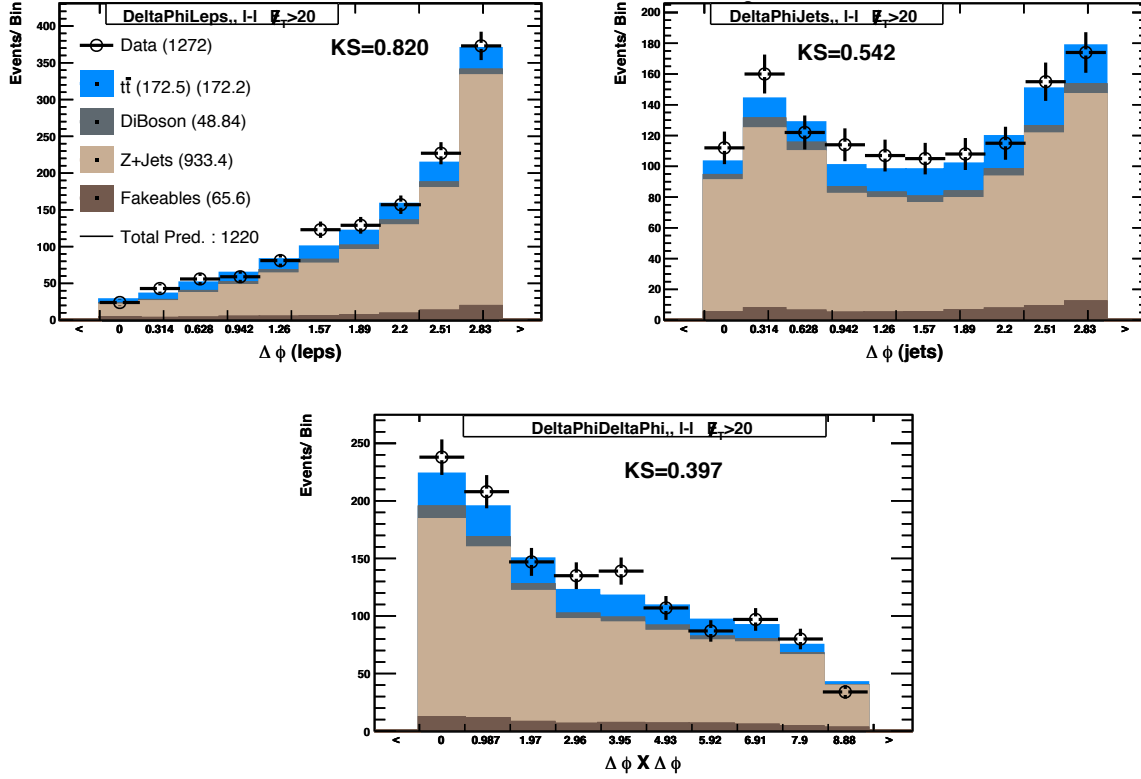 DeltaPhiLeps,, l-l E̸T>20
Events/ Bin
400
350
300
250
200
150
100
50
0
KS=0.820
Data (1272)
tt̄ (172.5) (172.2)
DiBoson (48.84)
Z+Jets (933.4)
Fakeables (65.6)
Total Pred. : 1220
< 0 0.314 0.628 0.942 1.26 1.57 1.89 2.2 2.51 2.83 >
Δ ϕ (leps)
DeltaPhiJets,, l-l E̸T>20
Events/ Bin
200
180
160
140
120
100
80
60
40
20
0
KS=0.542
< 0 0.314 0.628 0.942 1.26 1.57 1.89 2.2 2.51 2.83 >
Δ ϕ (jets)
DeltaPhiDeltaPhi,, l-l E̸T>20
Events/ Bin
250
200
150
100
50
0
KS=0.397
< 0 0.987 1.97 2.96 3.95 4.93 5.92 6.91 7.9 8.88 >
Δ ϕ X Δ ϕ